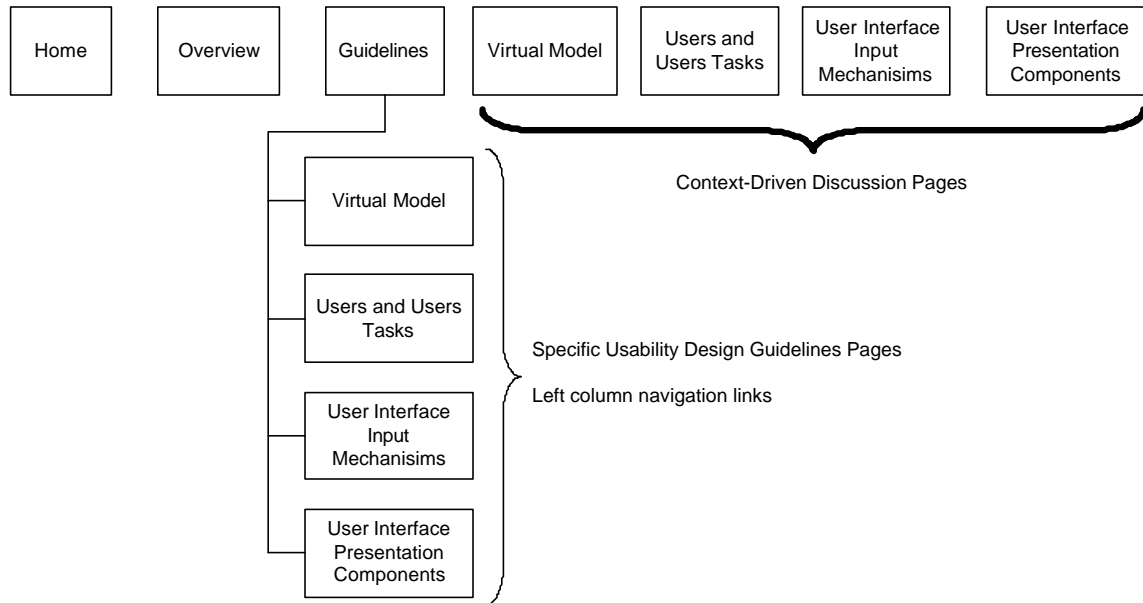 Home
Overview
Guidelines
Virtual Model
Users and
Users Tasks
User Interface
Input
Mechanisims
User Interface
Presentation
Components
Context-Driven Discussion Pages
Virtual Model
Users and Users
Tasks
User Interface
Input
Mechanisims
User Interface
Presentation
Components
Specific Usability Design Guidelines Pages
Left column navigation links